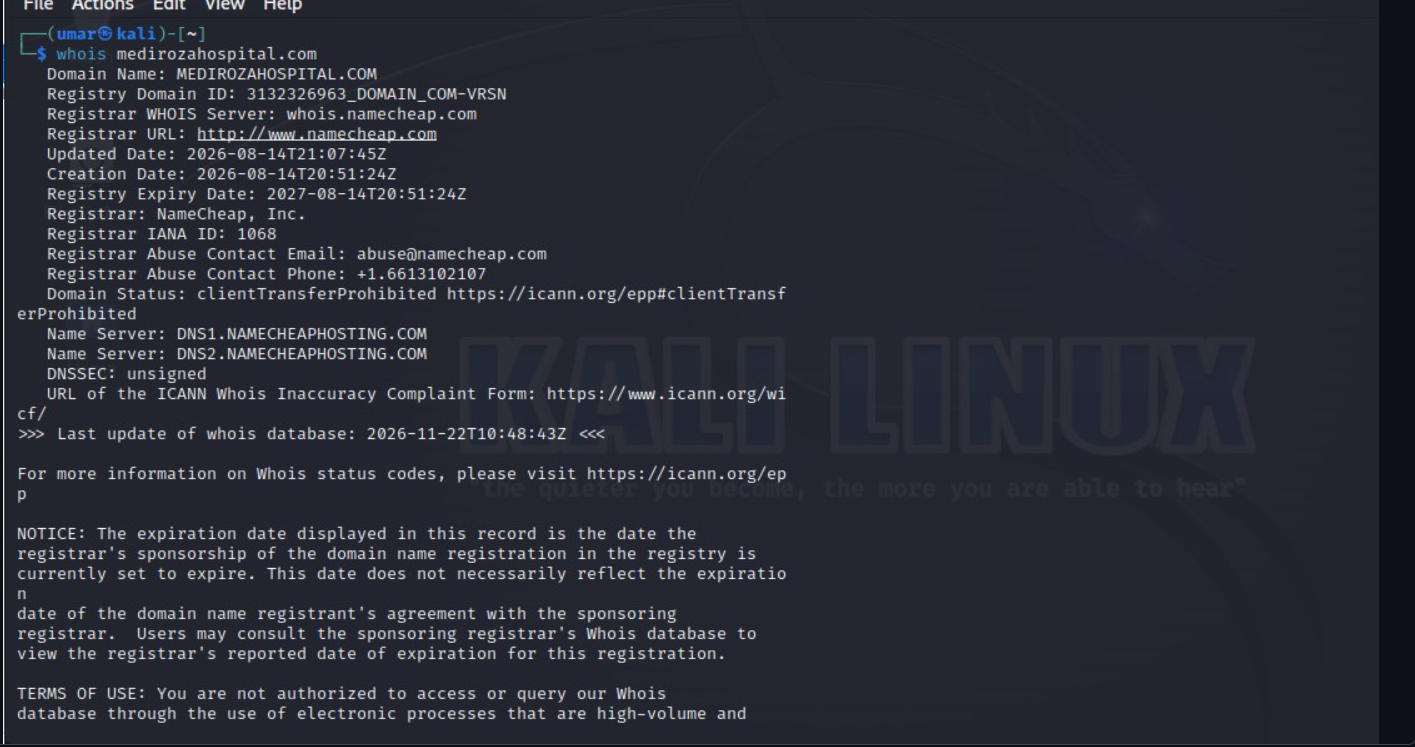 File Actions Edit View Help
┌──(umar㉿kali)-[~]
└─$ whois medirozahospital.com
Domain Name: MEDIROZAHOSPITAL.COM
Registry Domain ID: 3132326963_DOMAIN_COM-VRSN
Registrar WHOIS Server: whois.namecheap.com
Registrar URL: http://www.namecheap.com
Updated Date: 2026-08-14T21:07:45Z
Creation Date: 2026-08-14T20:51:24Z
Registry Expiry Date: 2027-08-14T20:51:24Z
Registrar: NameCheap, Inc.
Registrar IANA ID: 1068
Registrar Abuse Contact Email: abuse@namecheap.com
Registrar Abuse Contact Phone: +1.6613102107
Domain Status: clientTransferProhibited https://icann.org/epp#clientTransf
erProhibited
Name Server: DNS1.NAMECHEAPHOSTING.COM
Name Server: DNS2.NAMECHEAPHOSTING.COM
DNSSEC: unsigned
URL of the ICANN Whois Inaccuracy Complaint Form: https://www.icann.org/wi
cf/
>>> Last update of whois database: 2026-11-22T10:48:43Z <<<
KALI LINUX
For more information on Whois status codes, please visit https://icann.org/ep
p
"the quieter you become, the more you are able to hear"
NOTICE: The expiration date displayed in this record is the date the
registrar's sponsorship of the domain name registration in the registry is
currently set to expire. This date does not necessarily reflect the expiratio
n
date of the domain name registrant's agreement with the sponsoring
registrar.  Users may consult the sponsoring registrar's Whois database to
view the registrar's reported date of expiration for this registration.
TERMS OF USE: You are not authorized to access or query our Whois
database through the use of electronic processes that are high-volume and